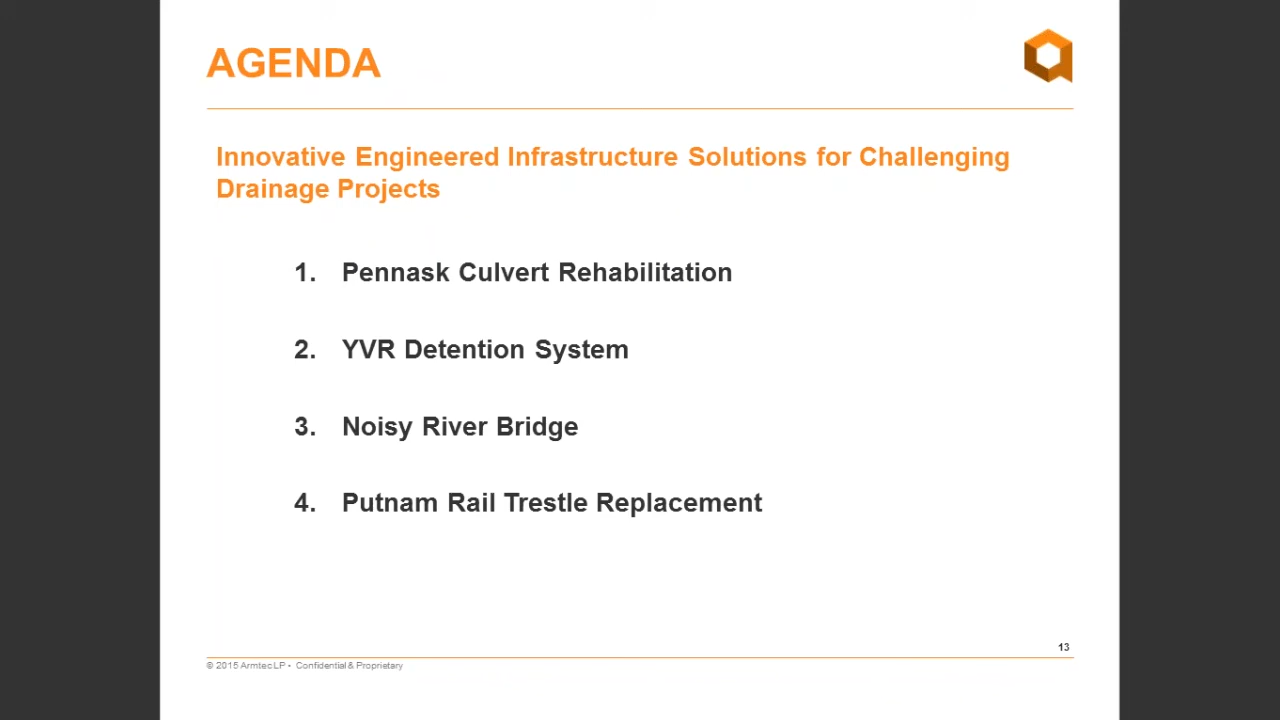 AGENDA
Innovative Engineered Infrastructure Solutions for Challenging
Drainage Projects
1. Pennask Culvert Rehabilitation
2. YVR Detention System
3. Noisy River Bridge
4. Putnam Rail Trestle Replacement
13
© 2015 Armtec LP • Confidential & Proprietary